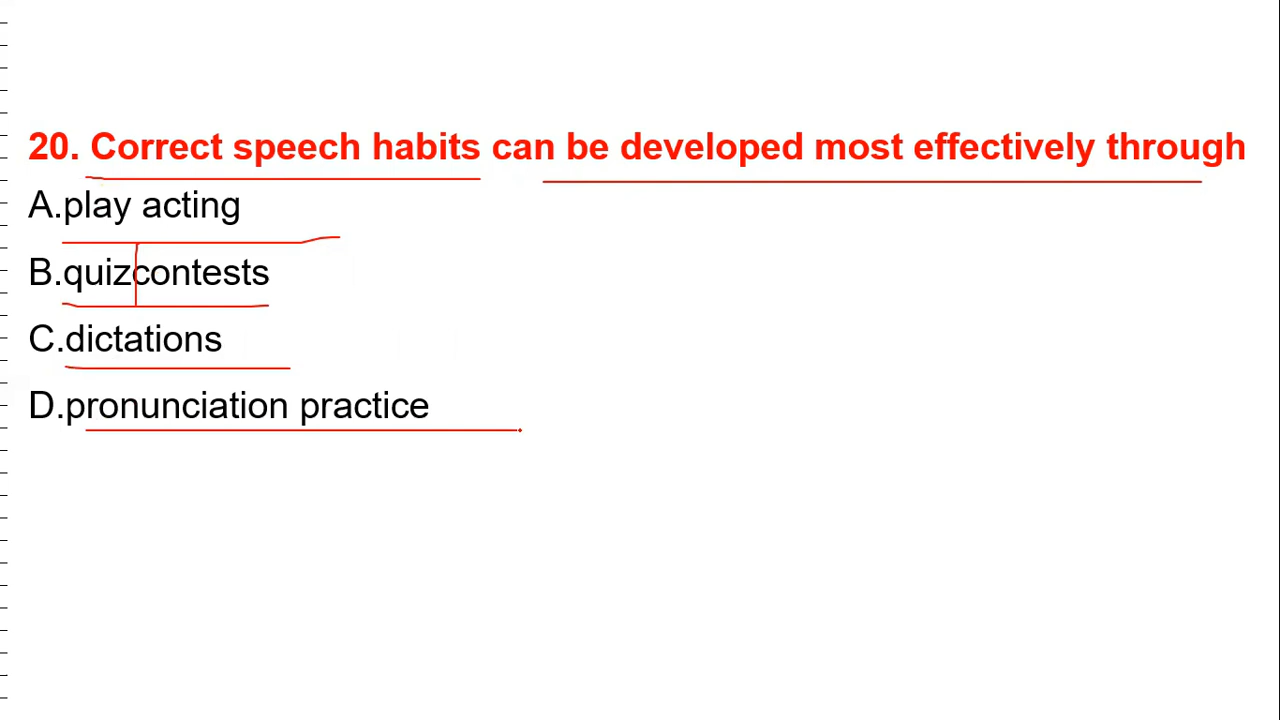 20. Correct speech habits can be developed most effectively through
A.play acting
B.quizcontests
C.dictations
D.pronunciation practice